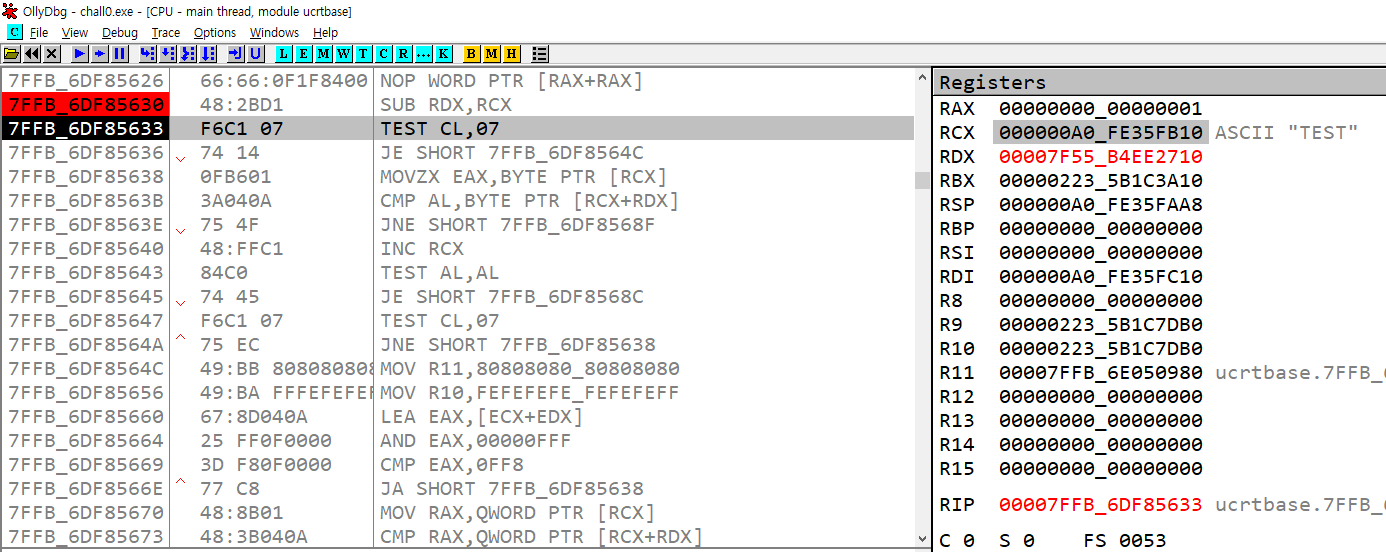 OllyDbg - chall0.exe - [CPU - main thread, module ucrtbase]
C File View Debug Trace Options Windows Help
L E M W T C R ... K B M H
7FFB_6DF85626 66:66:0F1F8400 NOP WORD PTR [RAX+RAX]
7FFB_6DF85630 48:2BD1 SUB RDX,RCX
7FFB_6DF85633 F6C1 07 TEST CL,07
7FFB_6DF85636 74 14 JE SHORT 7FFB_6DF8564C
7FFB_6DF85638 0FB601 MOVZX EAX,BYTE PTR [RCX]
7FFB_6DF8563B 3A040A CMP AL,BYTE PTR [RCX+RDX]
7FFB_6DF8563E 75 4F JNE SHORT 7FFB_6DF8568F
7FFB_6DF85640 48:FFC1 INC RCX
7FFB_6DF85643 84C0 TEST AL,AL
7FFB_6DF85645 74 45 JE SHORT 7FFB_6DF8568C
7FFB_6DF85647 F6C1 07 TEST CL,07
7FFB_6DF8564A 75 EC JNE SHORT 7FFB_6DF85638
7FFB_6DF8564C 49:BB 808080808 MOV R11,80808080_80808080
7FFB_6DF85656 49:BA FFFEFEFEF MOV R10,FEFEFEFE_FEFEFEFF
7FFB_6DF85660 67:8D040A LEA EAX,[ECX+EDX]
7FFB_6DF85664 25 FF0F0000 AND EAX,00000FFF
7FFB_6DF85669 3D F80F0000 CMP EAX,0FF8
7FFB_6DF8566E 77 C8 JA SHORT 7FFB_6DF85638
7FFB_6DF85670 48:8B01 MOV RAX,QWORD PTR [RCX]
7FFB_6DF85673 48:3B040A CMP RAX,QWORD PTR [RCX+RDX]
Registers
RAX 00000000_00000001
RCX 000000A0_FE35FB10 ASCII "TEST"
RDX 00007F55_B4EE2710
RBX 00000223_5B1C3A10
RSP 000000A0_FE35FAA8
RBP 00000000_00000000
RSI 00000000_00000000
RDI 000000A0_FE35FC10
R8 00000000_00000000
R9 00000223_5B1C7DB0
R10 00000223_5B1C7DB0
R11 00007FFB_6E050980 ucrtbase.7FFB_
R12 00000000_00000000
R13 00000000_00000000
R14 00000000_00000000
R15 00000000_00000000
RIP 00007FFB_6DF85633 ucrtbase.7FFB_
C 0 S 0 FS 0053